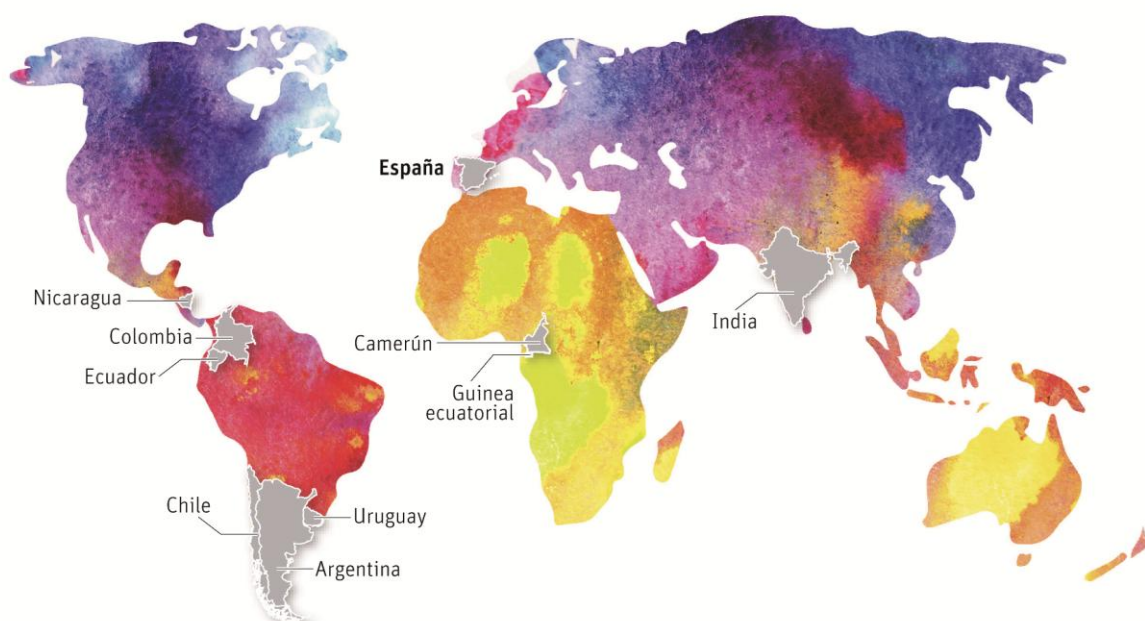 España
Nicaragua
Colombia
Ecuador
Camerún
Guinea
ecuatorial
India
Chile
Uruguay
Argentina